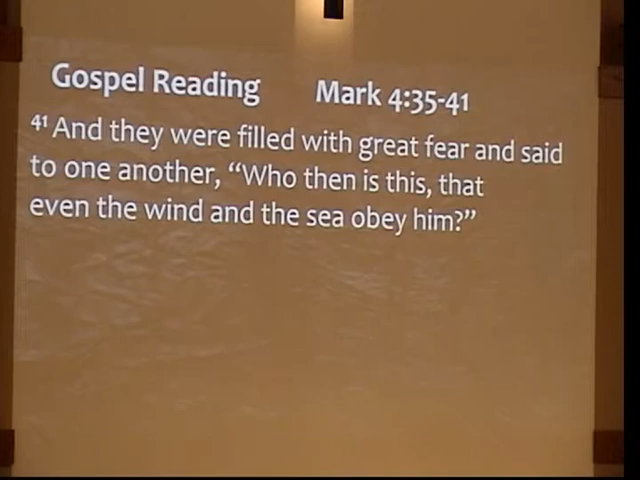 Gospel Reading Mark 4:35-41
41 And they were filled with great fear and said
to one another, “Who then is this, that
even the wind and the sea obey him?”